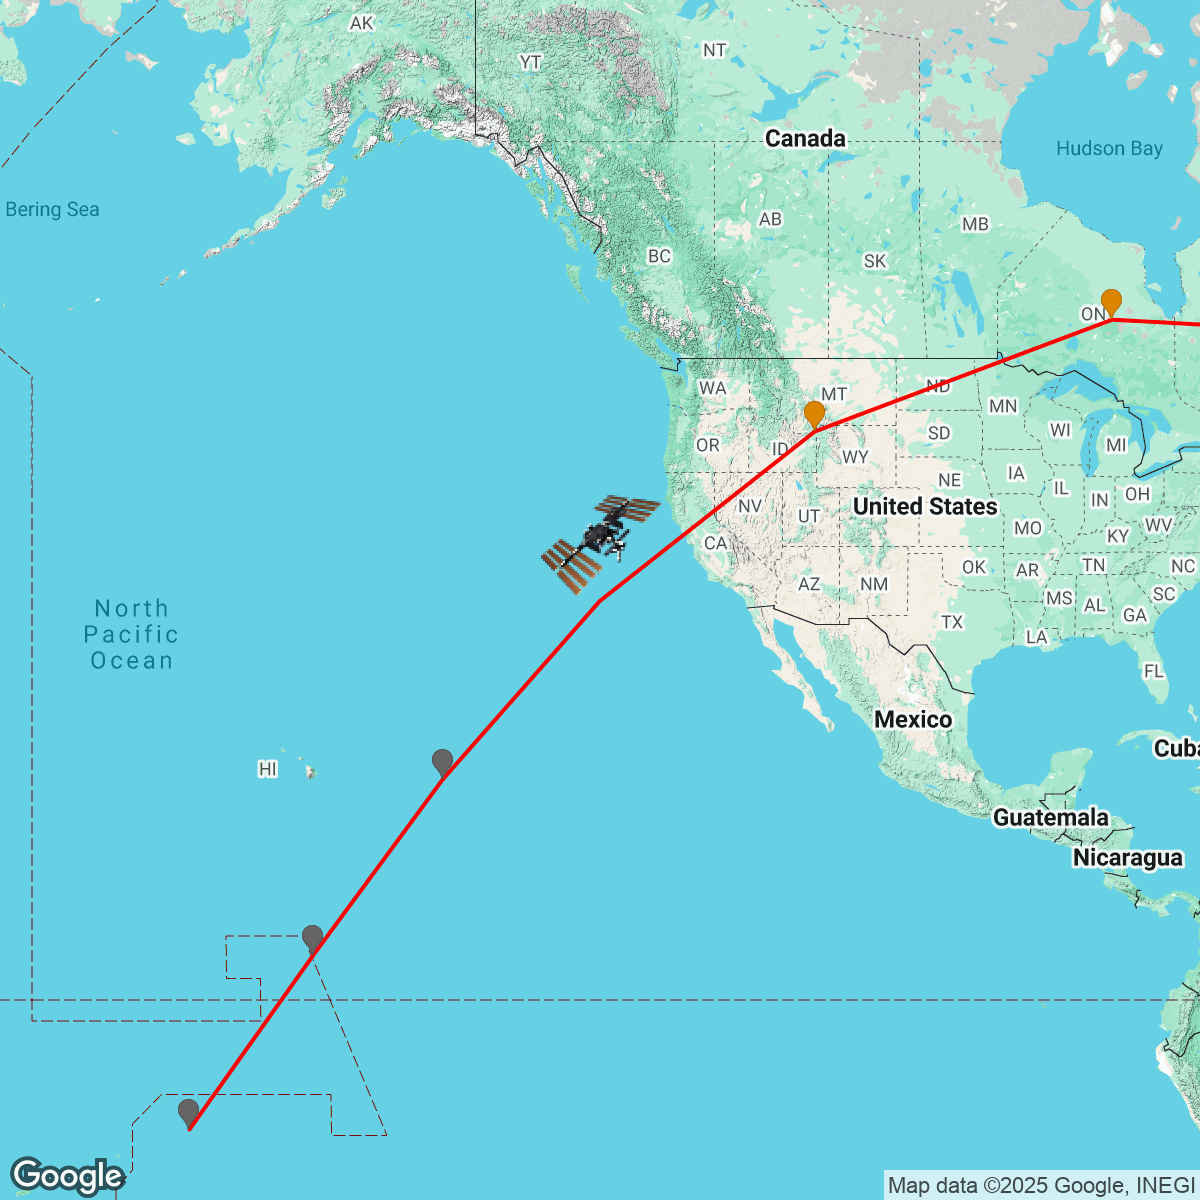 AK
YT
NT
Canada
Hudson Bay
Bering Sea
AB
MB
BC
SK
ON
WA
MT
ND
MN
OR
ID
SD
WI
MI
WY
NE
IA
IL
IN
OH
NV
UT
United States
MO
WV
KY
CA
AZ
NM
OK
AR
TN
NC
MS
AL
SC
GA
TX
LA
FL
North
Pacific
Ocean
Mexico
HI
Cuba
Guatemala
Nicaragua
Google
Map data ©2025 Google, INEGI